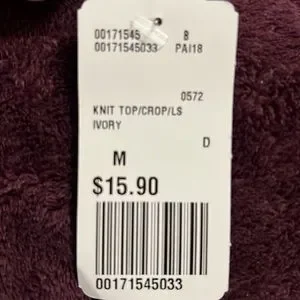 00171545 8
00171545033 PAI18
0572
KNIT TOP/CROP/LS
IVORY
D
M
$15.90
00171545033